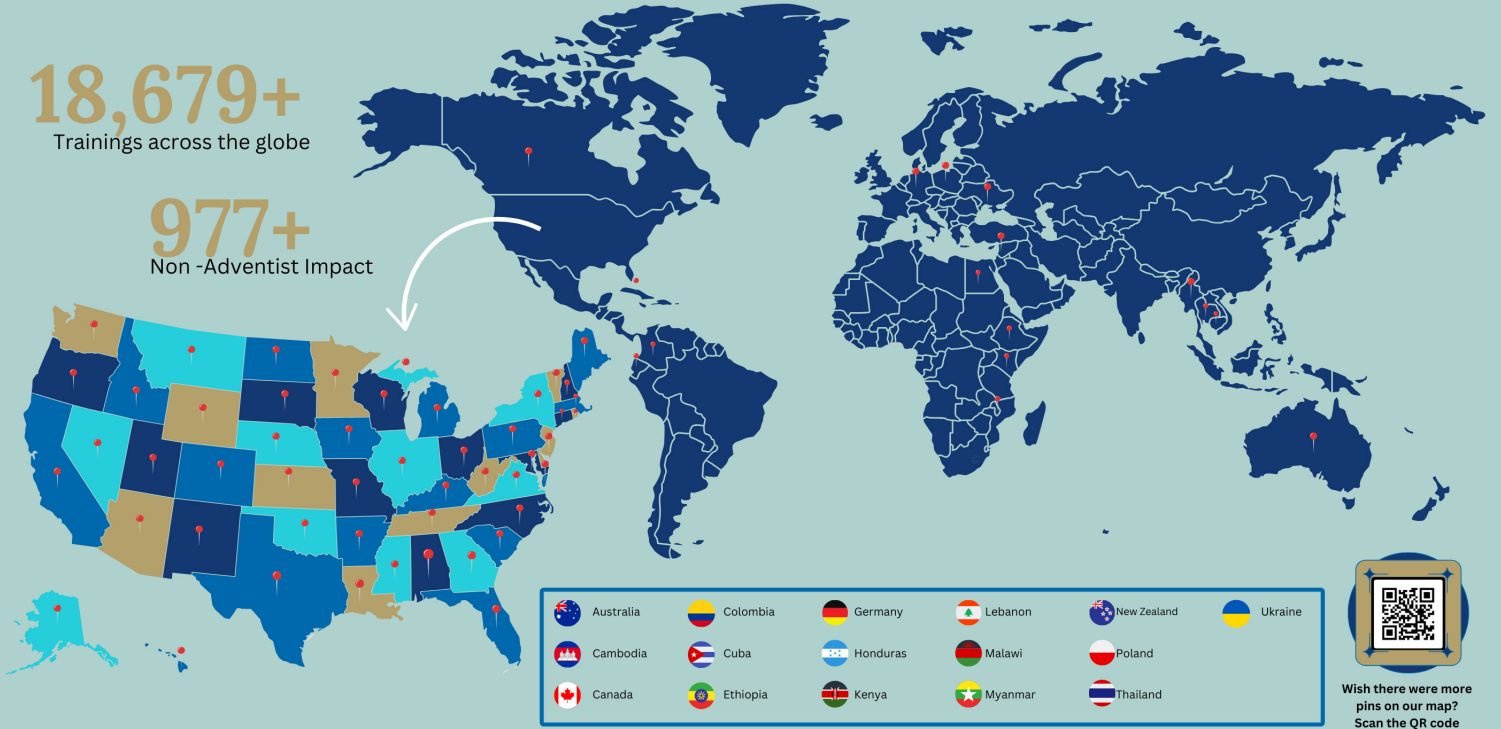 18,679+
Trainings across the globe
977+
Non -Adventist Impact
Australia
Colombia
Germany
Lebanon
New Zealand
Ukraine
Cambodia
Cuba
Honduras
Malawi
Poland
Canada
Ethiopia
Kenya
Myanmar
Thailand
Wish there were more
pins on our map?
Scan the QR code